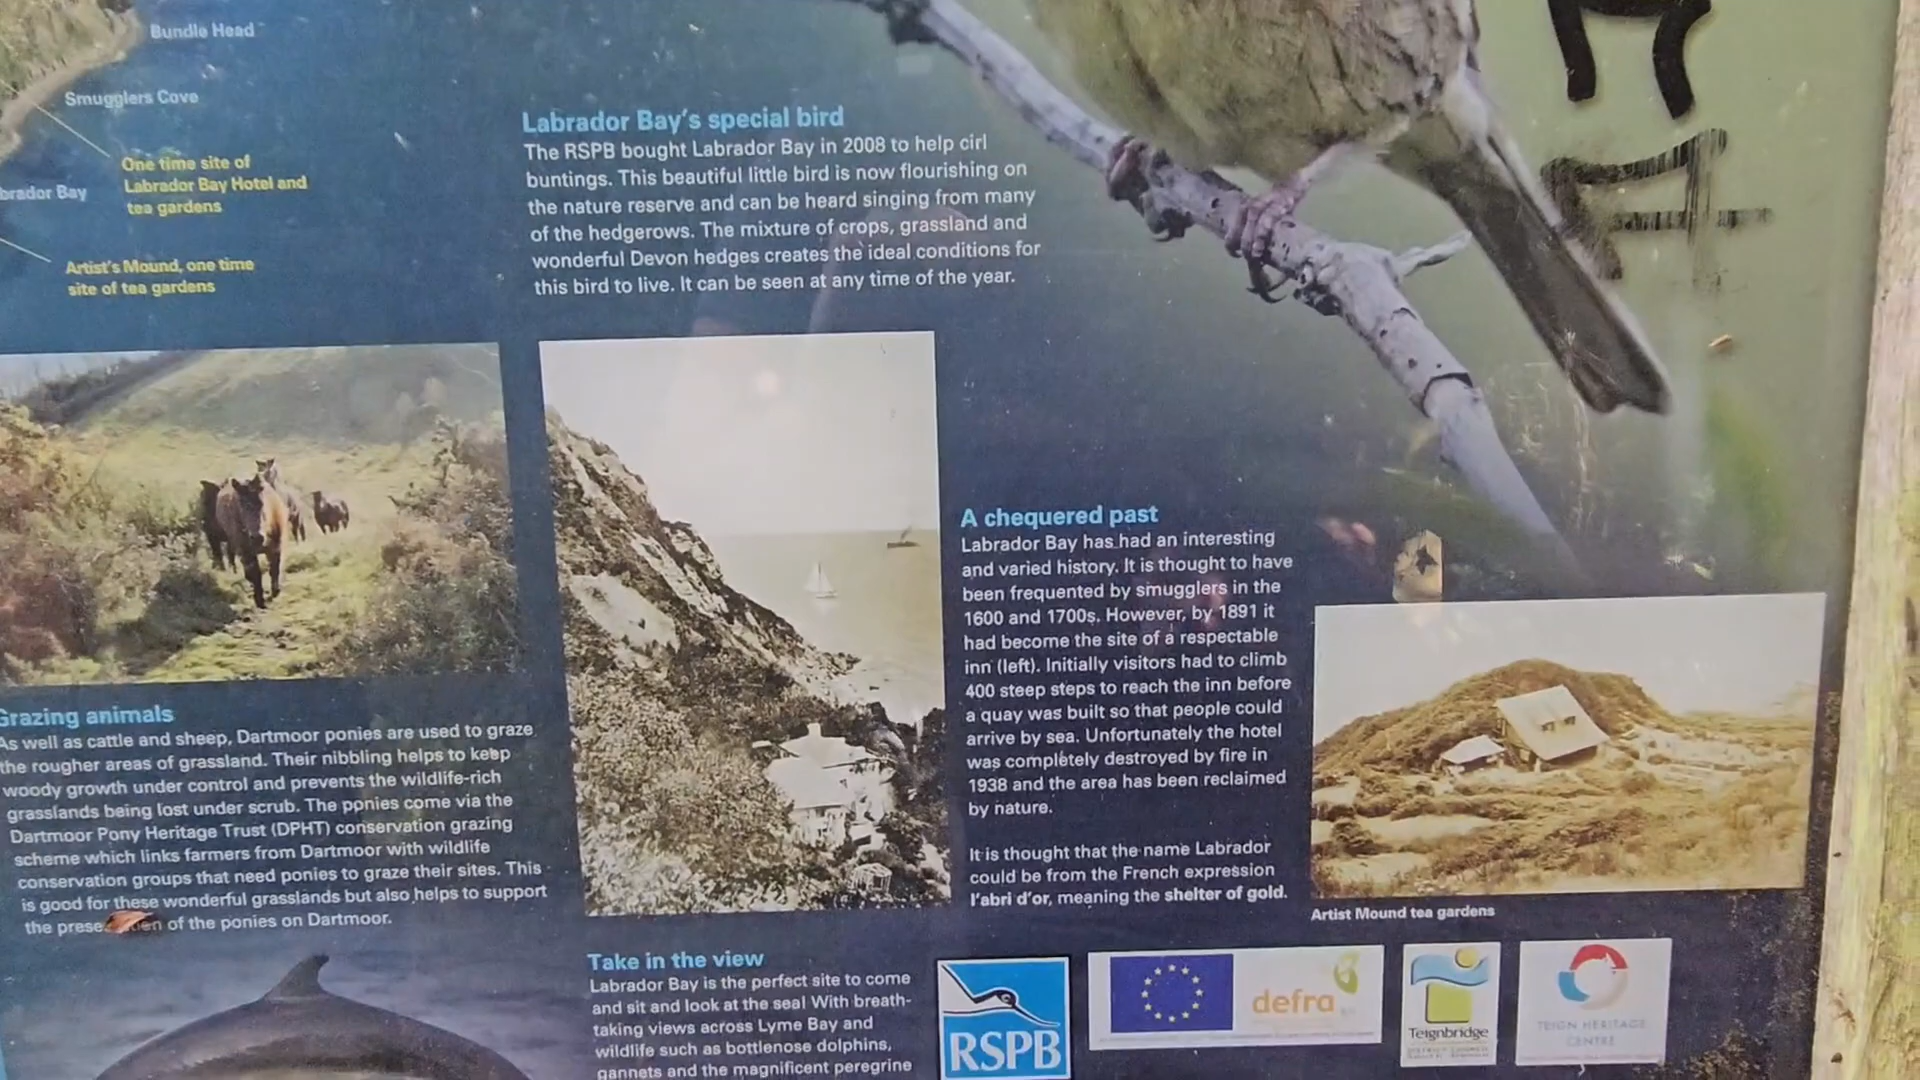 Bundle Head
Smugglers Cove
One time site of
Labrador Bay Hotel and
tea gardens
brador Bay
Artist's Mound, one time
site of tea gardens
Labrador Bay's special bird
The RSPB bought Labrador Bay in 2008 to help cirl
buntings. This beautiful little bird is now flourishing on
the nature reserve and can be heard singing from many
of the hedgerows. The mixture of crops, grassland and
wonderful Devon hedges creates the ideal conditions for
this bird to live. It can be seen at any time of the year.
Grazing animals
As well as cattle and sheep, Dartmoor ponies are used to graze
the rougher areas of grassland. Their nibbling helps to keep
woody growth under control and prevents the wildlife-rich
grasslands being lost under scrub. The ponies come via the
Dartmoor Pony Heritage Trust (DPHT) conservation grazing
scheme which links farmers from Dartmoor with wildlife
conservation groups that need ponies to graze their sites. This
is good for these wonderful grasslands but also helps to support
the of the ponies on Dartmoor.
A chequered past
Labrador Bay has had an interesting
and varied history. It is thought to have
been frequented by smugglers in the
1600 and 1700s. However, by 1891 it
had become the site of a respectable
inn (left). Initially visitors had to climb
400 steep steps to reach the inn before
a quay was built so that people could
arrive by sea. Unfortunately the hotel
was completely destroyed by fire in
1938 and the area has been reclaimed
by nature.
It is thought that the name Labrador
could be from the French expression
l'abri d'or, meaning the shelter of gold.
Artist Mound tea gardens
Take in the view
Labrador Bay is the perfect site to come
and sit and look at the sea! With breath-
taking views across Lyme Bay and
wildlife such as bottlenose dolphins,
gannets and the magnificent peregrine
RSPB
defra
Teignbridge
TEIGN HERITAGE
CENTRE